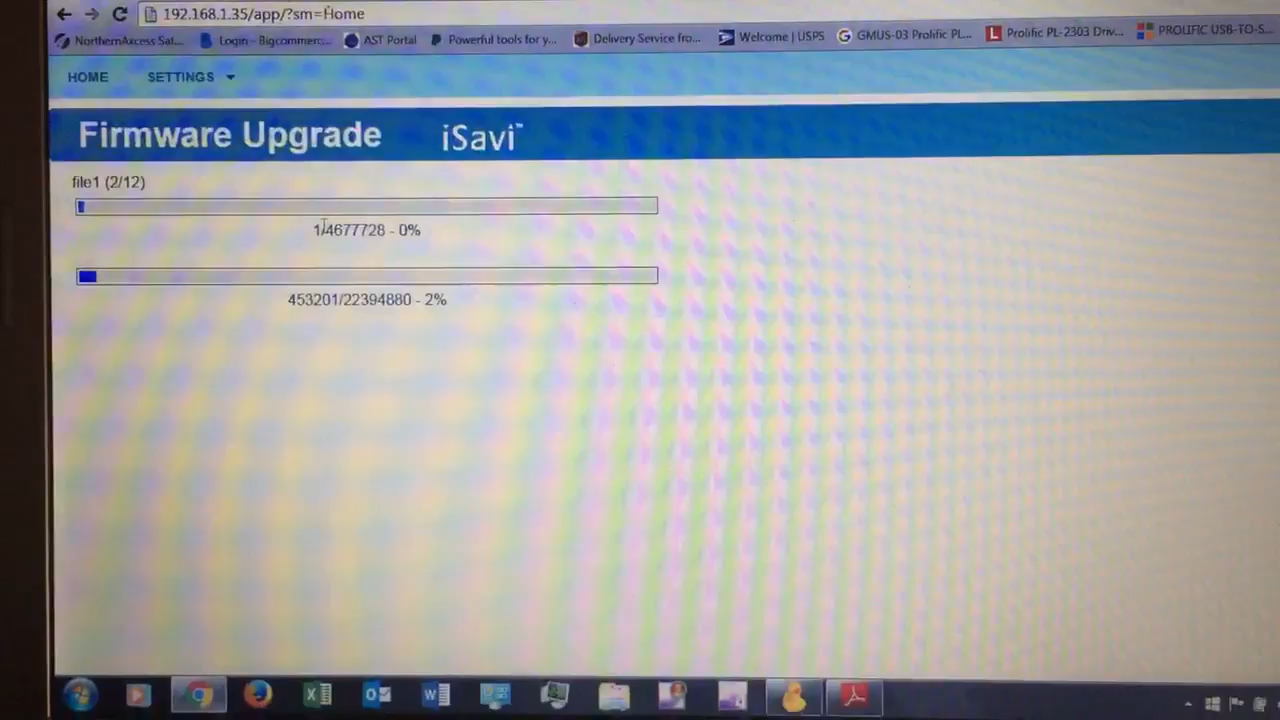 192.168.1.35/app/?sm=Home
NorthernAxcess Sat... Login - Bigcommerc... AST Portal Powerful tools for y... Delivery Service fro... Welcome | USPS GMUS-03 Prolific PL... Prolific PL-2303 Driv... PROLIFIC USB-TO-S...
HOME SETTINGS
Firmware Upgrade iSavi™
file1 (2/12)
1/4677728 - 0%
453201/22394880 - 2%